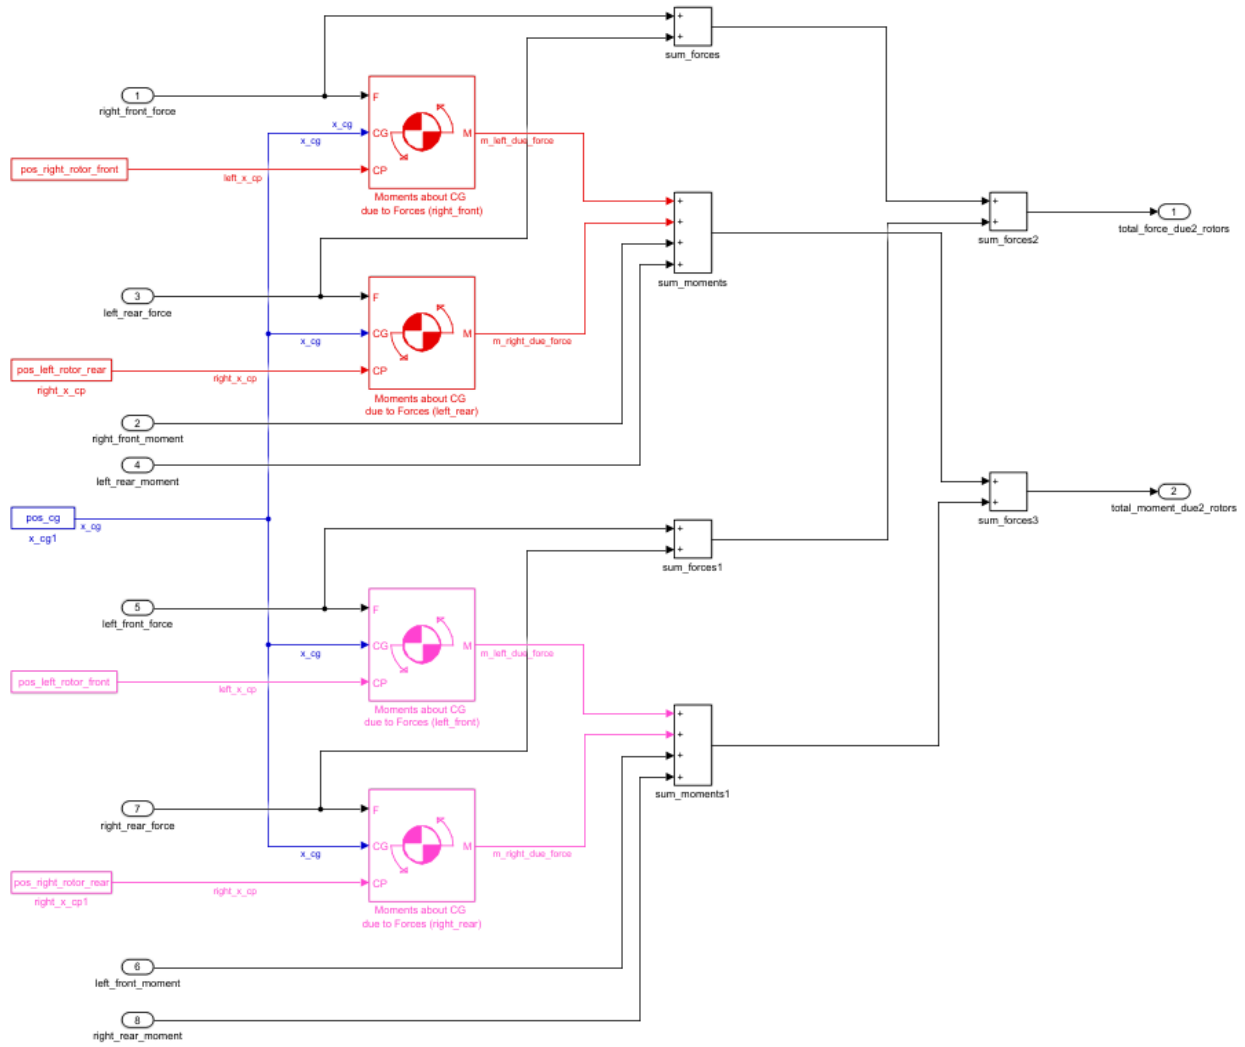 +
+
sum_forces
1
right_front_force
F
x_cg
CG
x_cg
M
m_left_due_force
pos_right_rotor_front
left_x_cp
CP
Moments about CG
due to Forces (right_front)
+
+
+
+
sum_moments
+
+
sum_forces2
1
total_force_due2_rotors
3
left_rear_force
F
CG
x_cg
M
m_right_due_force
pos_left_rotor_rear
right_x_cp
right_x_cp
CP
Moments about CG
due to Forces (left_rear)
2
right_front_moment
4
left_rear_moment
pos_cg
x_cg
x_cg1
+
+
sum_forces3
2
total_moment_due2_rotors
+
+
sum_forces1
5
left_front_force
F
CG
x_cg
M
m_left_due_force
pos_left_rotor_front
left_x_cp
CP
Moments about CG
due to Forces (left_front)
+
+
+
+
sum_moments1
7
right_rear_force
F
CG
x_cg
M
m_right_due_force
pos_right_rotor_rear
right_x_cp
right_x_cp1
CP
Moments about CG
due to Forces (right_rear)
6
left_front_moment
8
right_rear_moment